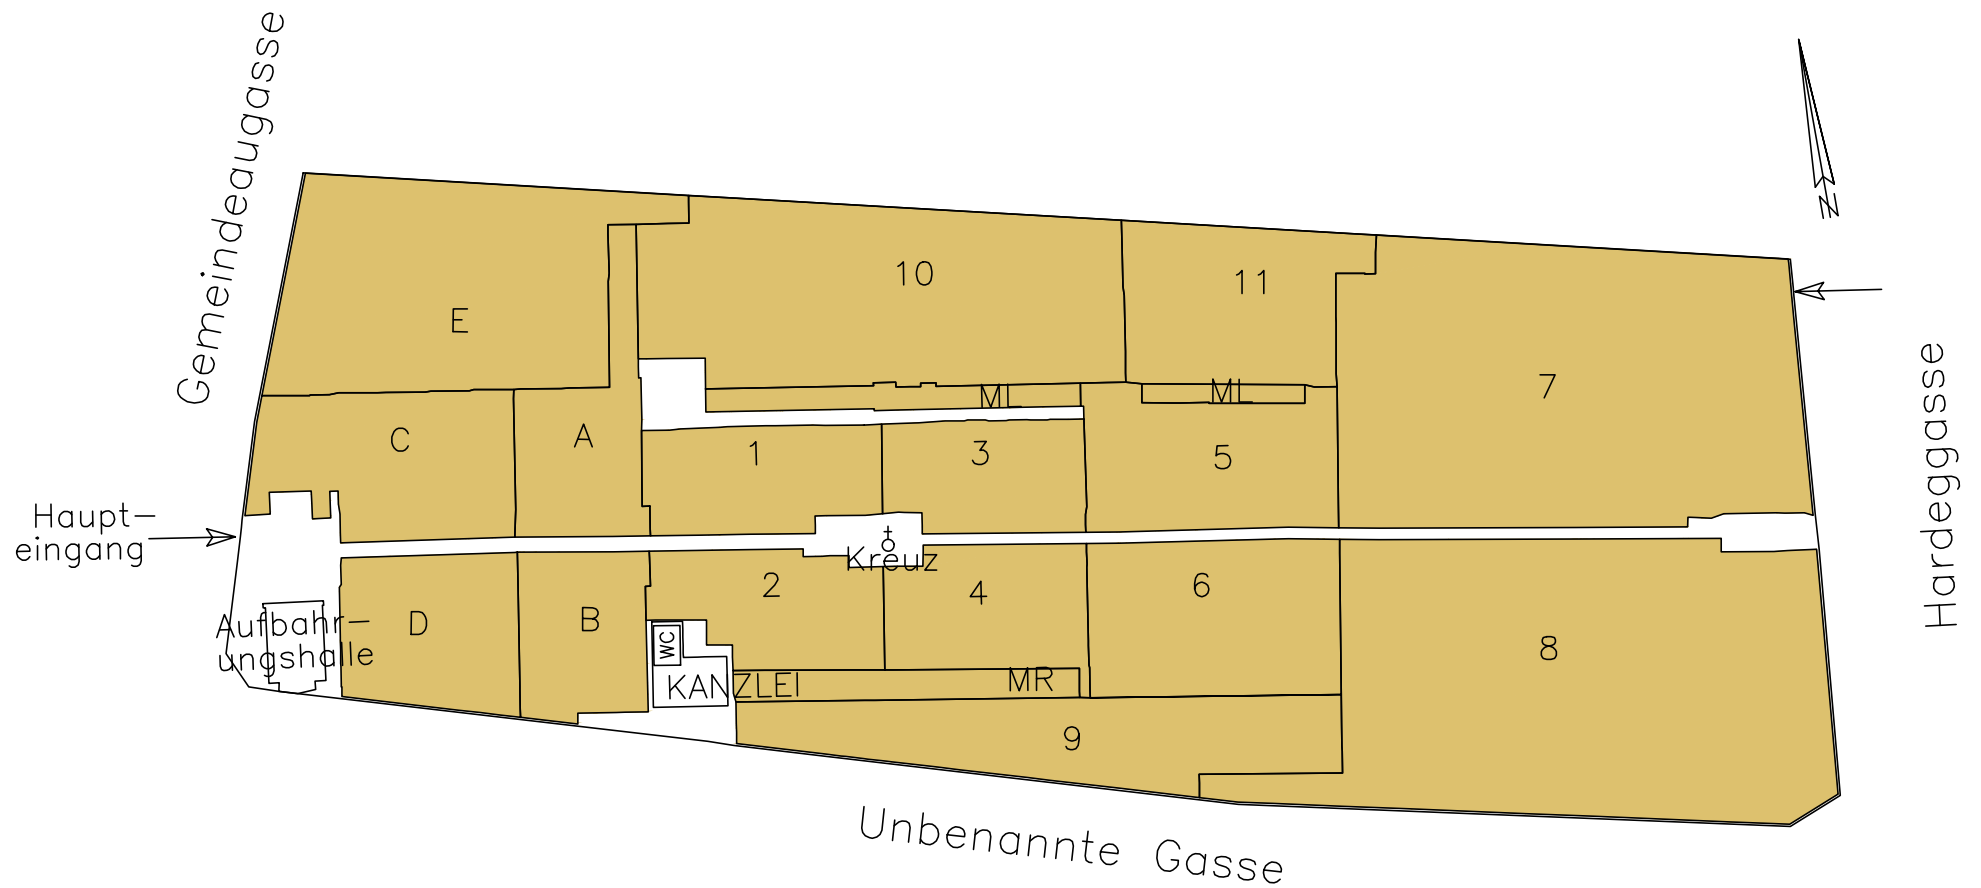 Gemeindeaugasse
N
10
11
E
7
ML
ML
C
A
1
3
5
Hardeggasse
Haupt-
eingang
Kreuz
2
4
6
D
B
Aufbahr-
ungshalle
WC
8
KANZLEI
MR
9
Unbenannte Gasse